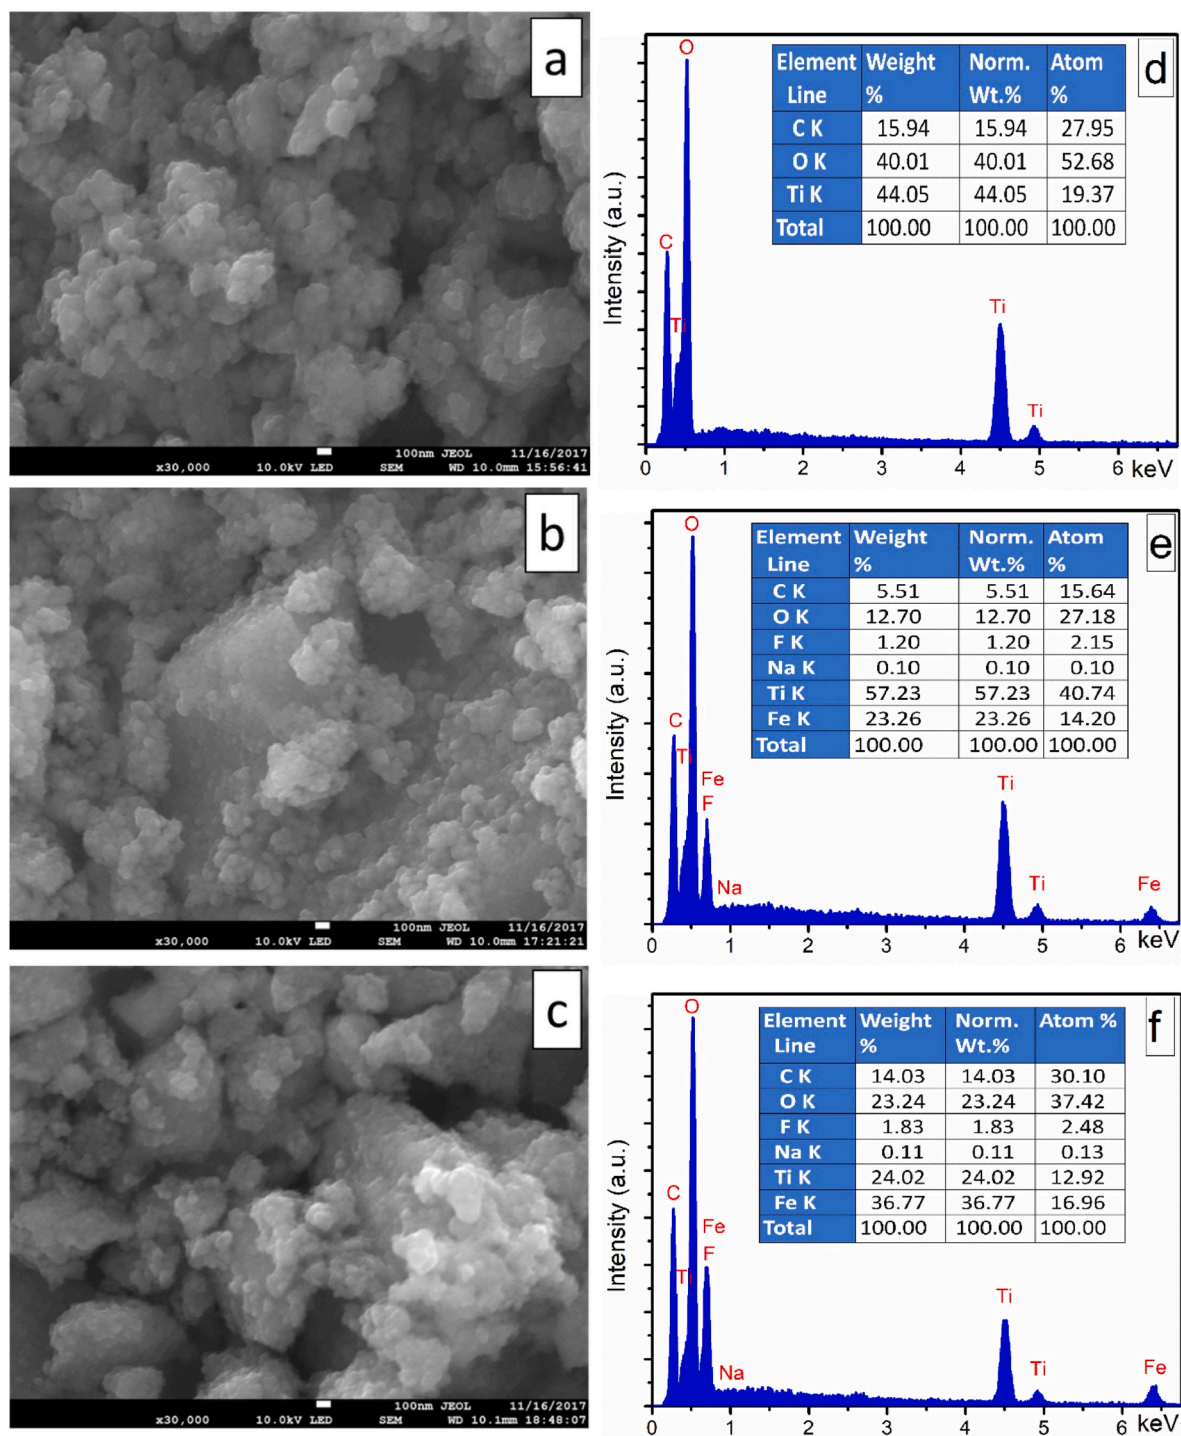 a
100nm JEOL 11/16/2017
x30,000 10.0kV LED SEM WD 10.0mm 15:56:41
d
Intensity (a.u.)
O
C
Ti
Ti
Ti
Element Line Weight % Norm. Wt.% Atom %
C K 15.94 15.94 27.95
O K 40.01 40.01 52.68
Ti K 44.05 44.05 19.37
Total 100.00 100.00 100.00
0 1 2 3 4 5 6 keV
b
100nm JEOL 11/16/2017
x30,000 10.0kV LED SEM WD 10.0mm 17:21:21
e
Intensity (a.u.)
O
C
Ti
Fe
F
Na
Ti
Ti
Fe
Element Line Weight % Norm. Wt.% Atom %
C K 5.51 5.51 15.64
O K 12.70 12.70 27.18
F K 1.20 1.20 2.15
Na K 0.10 0.10 0.10
Ti K 57.23 57.23 40.74
Fe K 23.26 23.26 14.20
Total 100.00 100.00 100.00
0 1 2 3 4 5 6 keV
c
100nm JEOL 11/16/2017
x30,000 10.0kV LED SEM WD 10.1mm 18:48:07
f
Intensity (a.u.)
O
C
Ti
Fe
F
Na
Ti
Ti
Fe
Element Line Weight % Norm. Wt.% Atom %
C K 14.03 14.03 30.10
O K 23.24 23.24 37.42
F K 1.83 1.83 2.48
Na K 0.11 0.11 0.13
Ti K 24.02 24.02 12.92
Fe K 36.77 36.77 16.96
Total 100.00 100.00 100.00
0 1 2 3 4 5 6 keV